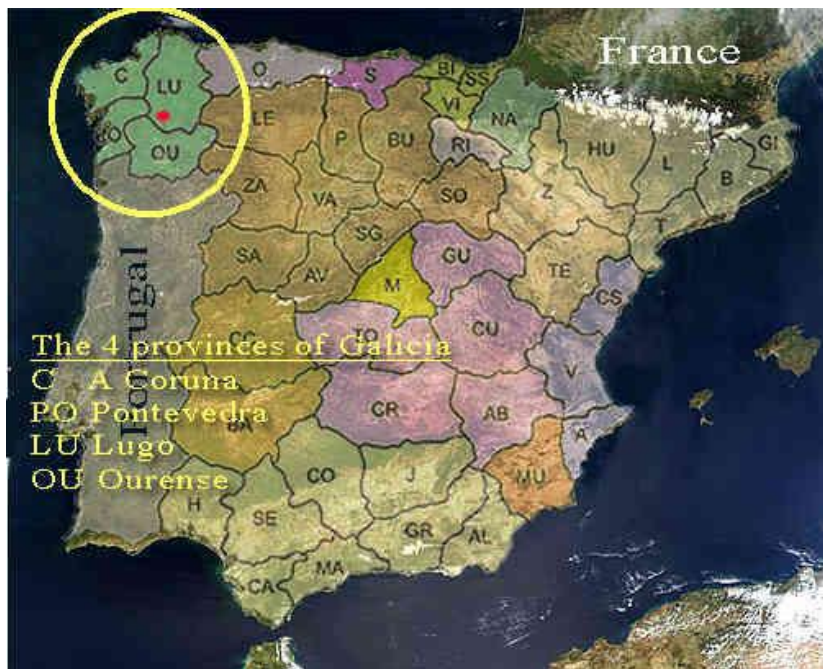 France
C
LU
O
S
BI
SS
VI
NA
PO
OU
LE
P
BU
RI
HU
L
GI
B
ZA
VA
SO
Z
T
SA
AV
SG
GU
M
TE
CS
Portugal
CC
TO
CU
V
The 4 provinces of Galicia
C A Coruna
PO Pontevedra
LU Lugo
OU Ourense
BA
CR
AB
A
MU
H
SE
CO
J
GR
AL
CA
MA